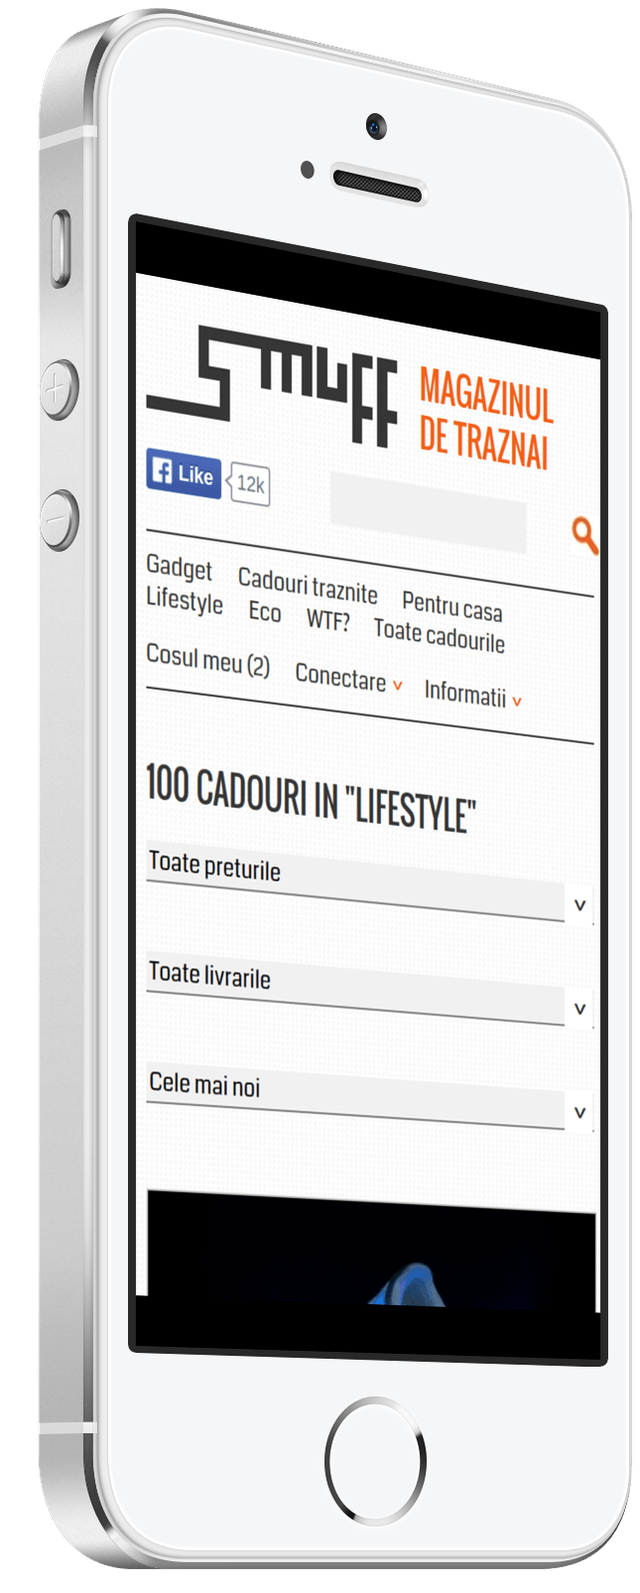 SMUFF
MAGAZINUL
DE TRAZNAI
Like
12k
Gadget Cadouri traznite Pentru casa
Lifestyle Eco WTF? Toate cadourile
Cosul meu (2) Conectare Informatii
100 CADOURI IN "LIFESTYLE"
Toate preturile
Toate livrarile
Cele mai noi